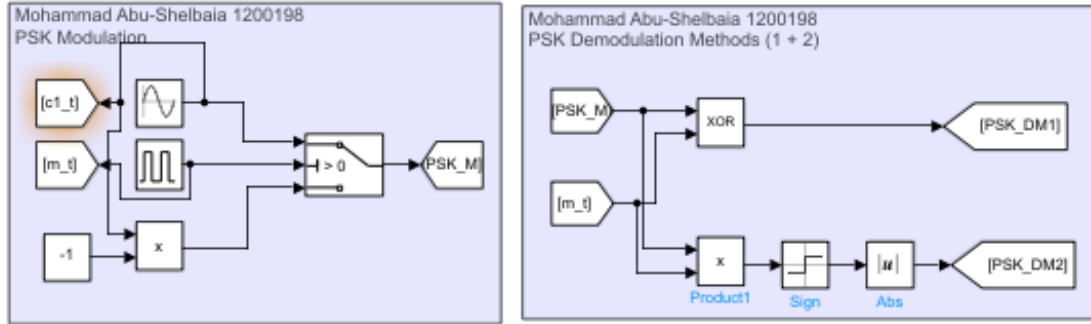 Mohammad Abu-Shelbaia 1200198
PSK Modulation
[c1_t]
[m_t]
> 0
PSK_M]
-1
x
Mohammad Abu-Shelbaia 1200198
PSK Demodulation Methods (1 + 2)
[PSK_M]
XOR
[PSK_DM1]
[m_t]
x
|u|
[PSK_DM2]
Product1
Sign
Abs